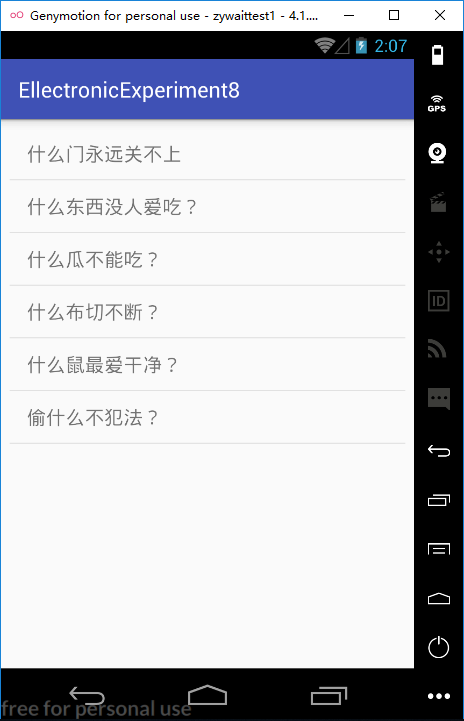 Genymotion for personal use - zywaittest1 - 4.1....
2:07
EllectronicExperiment8
GPS
什么门永远关不上
什么东西没人爱吃？
什么瓜不能吃？
ID
什么布切不断？
什么鼠最爱干净？
偷什么不犯法？
free for personal use